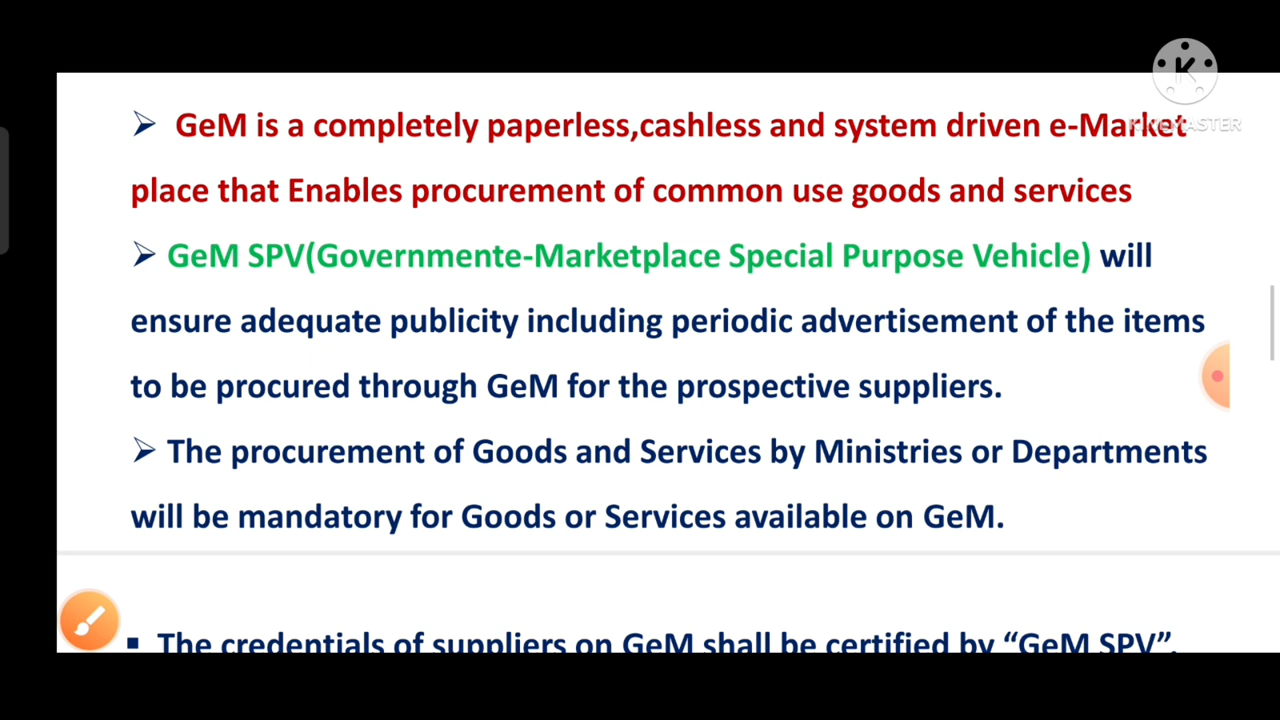 ➢ GeM is a completely paperless,cashless and system driven e-Market
place that Enables procurement of common use goods and services
➢ GeM SPV(Governmente-Marketplace Special Purpose Vehicle) will
ensure adequate publicity including periodic advertisement of the items
to be procured through GeM for the prospective suppliers.
➢ The procurement of Goods and Services by Ministries or Departments
will be mandatory for Goods or Services available on GeM.
▪ The credentials of suppliers on GeM shall be certified by “GeM SPV”.
K
KINEMASTER